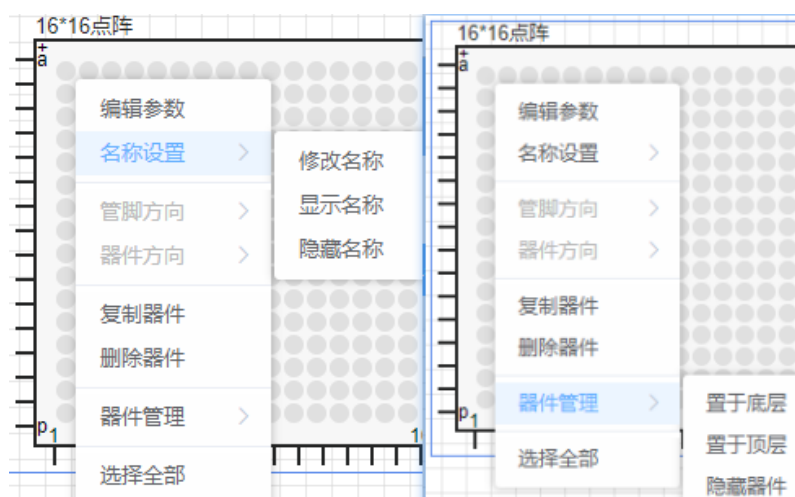 16*16点阵
+
a
编辑参数
名称设置
修改名称
显示名称
隐藏名称
管脚方向
器件方向
复制器件
删除器件
器件管理
选择全部
p
1
16*16点阵
+
a
编辑参数
名称设置
管脚方向
器件方向
复制器件
删除器件
器件管理
置于底层
置于顶层
隐藏器件
选择全部
p
1